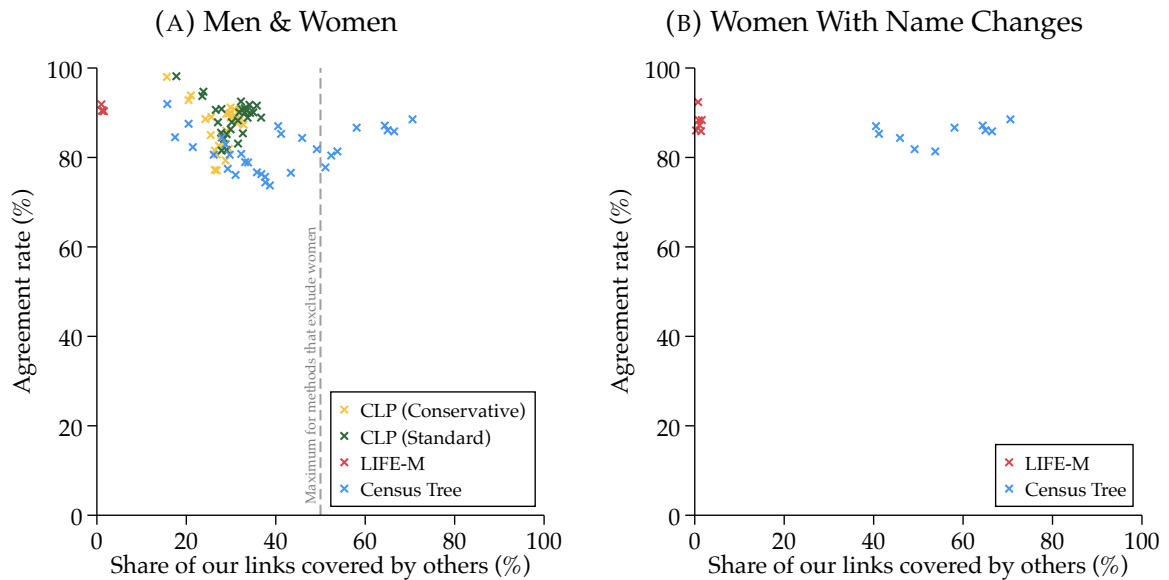 (A) Men & Women
100
80
60
40
20
0
Agreement rate (%)
Maximum for methods that exclude women
CLP (Conservative)
CLP (Standard)
LIFE-M
Census Tree
0 20 40 60 80 100
Share of our links covered by others (%)
(B) Women With Name Changes
100
80
60
40
20
0
Agreement rate (%)
LIFE-M
Census Tree
0 20 40 60 80 100
Share of our links covered by others (%)